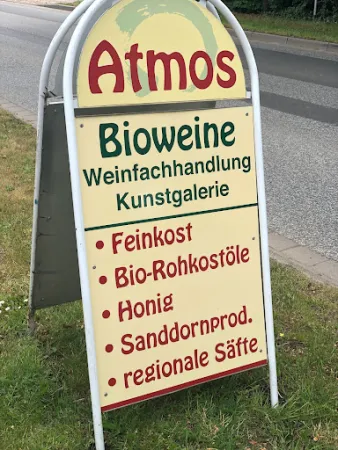 Atmos
Bioweine
Weinfachhandlung
Kunstgalerie
• Feinkost
• Bio-Rohkostöle
• Honig
• Sanddornprod.
• regionale Säfte